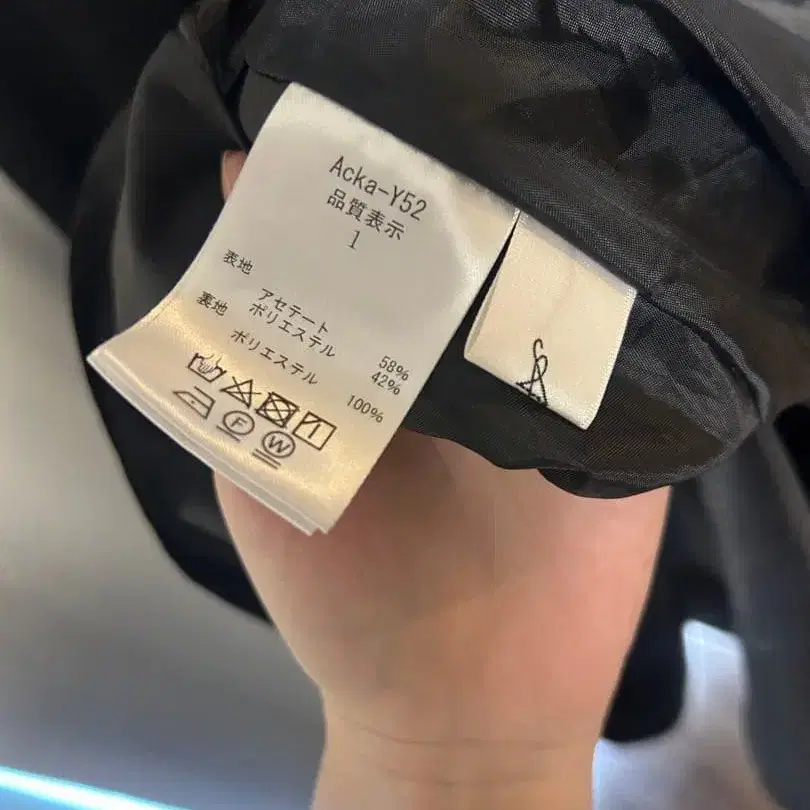 Acka-Y52
品質表示
1
表地
アセテート 58%
ポリエステル 42%
裏地
ポリエステル 100%
F W